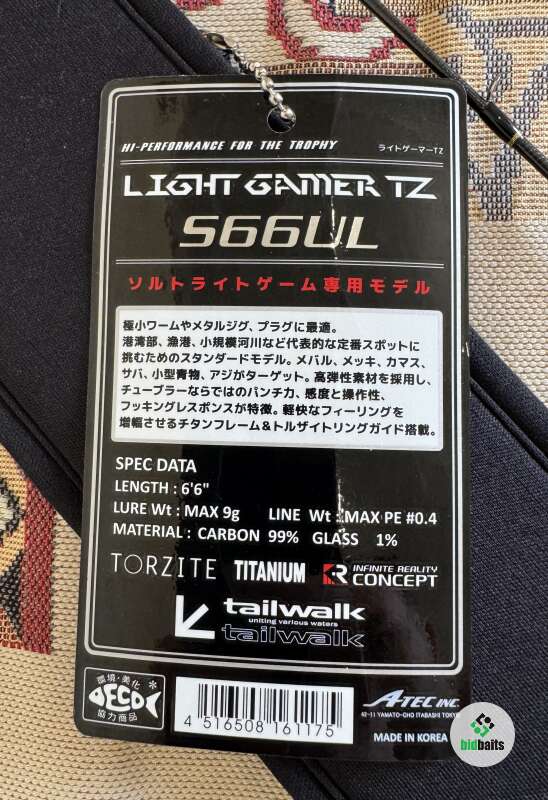 HI-PERFORMANCE FOR THE TROPHY
ライトゲーマーTZ
LIGHT GAMER TZ
S66UL
ソルトライトゲーム専用モデル
極小ワームやメタルジグ、プラグに最適。
港湾部、漁港、小規模河川など代表的な定番スポットに
挑むためのスタンダードモデル。メバル、メッキ、カマス、
サバ、小型青物、アジがターゲット。高弾性素材を採用し、
チューブラーならではのパンチ力、感度と操作性、
フッキングレスポンスが特徴。軽快なフィーリングを
増幅させるチタンフレーム＆トルザイトリングガイド搭載。
SPEC DATA
LENGTH : 6'6"
LURE Wt : MAX 9g LINE Wt : MAX PE #0.4
MATERIAL : CARBON 99% GLASS 1%
TORZITE TITANIUM R INFINITE REALITY CONCEPT
tailwalk
uniting various waters
tailwalk
環境・美化
ECO
協力商品
4 516508 161175
A-TEC INC.
42-11 YAMATO-CHO ITABASHI TOKYO
MADE IN KOREA
bidbaits